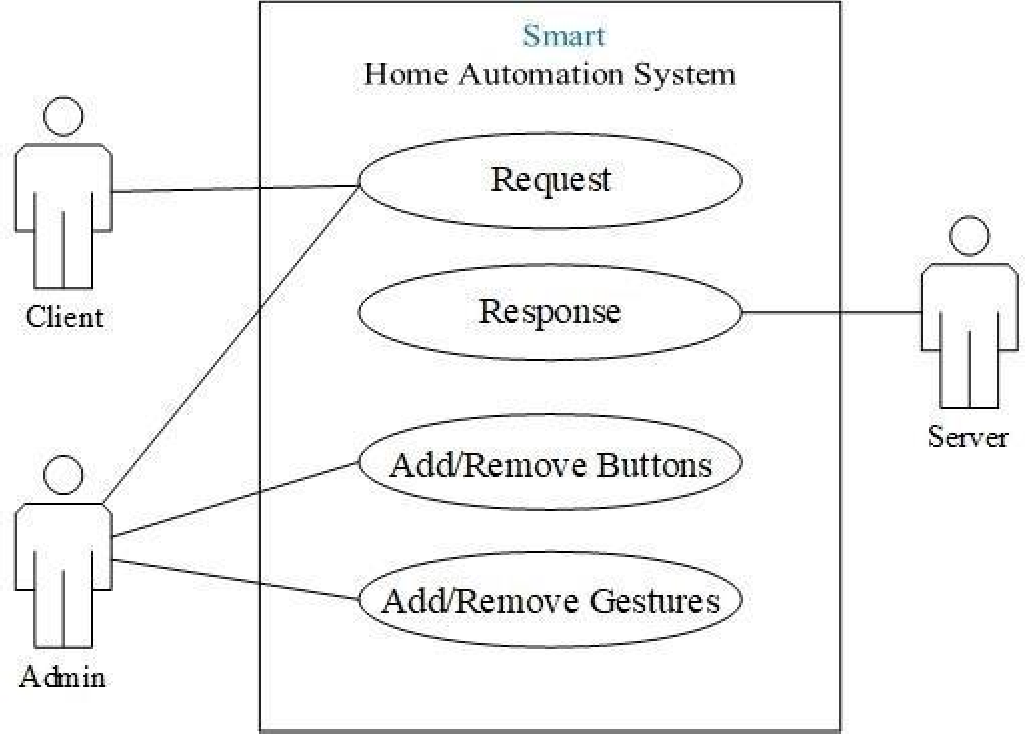 Smart
Home Automation System
Request
Client
Response
Server
Add/Remove Buttons
Add/Remove Gestures
Admin